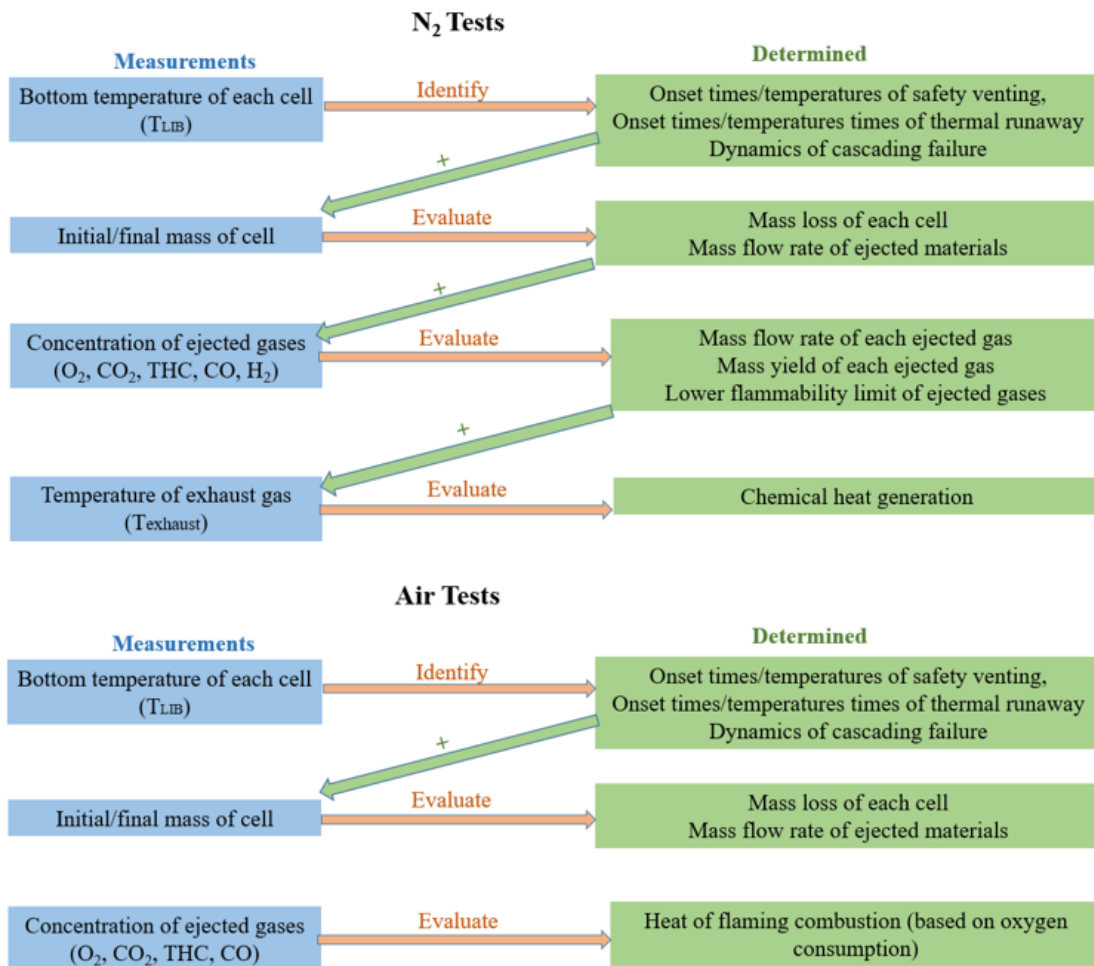 N₂ Tests
Measurements
Determined
Bottom temperature of each cell
(TLIB)
Identify
Onset times/temperatures of safety venting,
Onset times/temperatures times of thermal runaway
Dynamics of cascading failure
+
Initial/final mass of cell
Evaluate
Mass loss of each cell
Mass flow rate of ejected materials
+
Concentration of ejected gases
(O₂, CO₂, THC, CO, H₂)
Evaluate
Mass flow rate of each ejected gas
Mass yield of each ejected gas
Lower flammability limit of ejected gases
+
Temperature of exhaust gas
(Texhaust)
Evaluate
Chemical heat generation
Air Tests
Measurements
Determined
Bottom temperature of each cell
(TLIB)
Identify
Onset times/temperatures of safety venting,
Onset times/temperatures times of thermal runaway
Dynamics of cascading failure
+
Initial/final mass of cell
Evaluate
Mass loss of each cell
Mass flow rate of ejected materials
Concentration of ejected gases
(O₂, CO₂, THC, CO)
Evaluate
Heat of flaming combustion (based on oxygen
consumption)